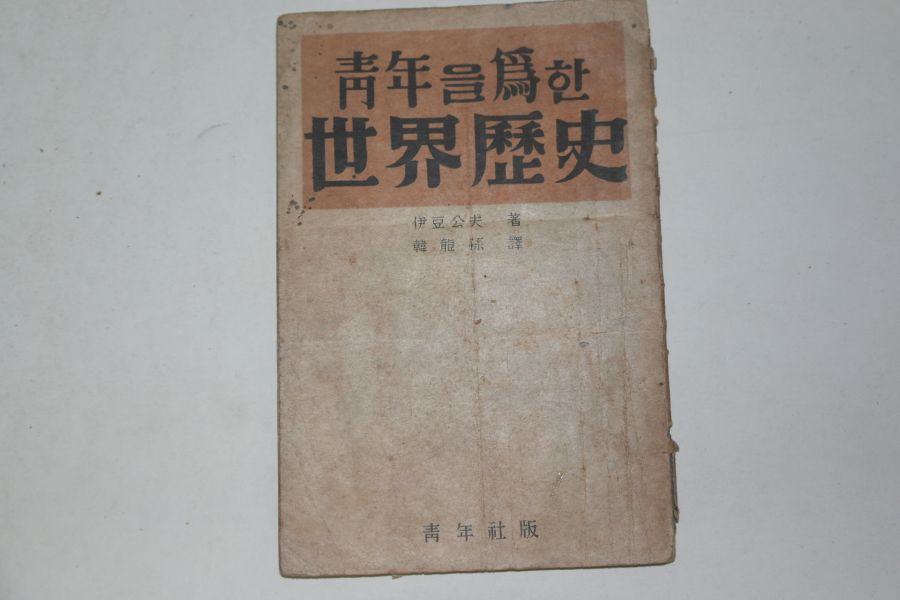 靑年을爲한
世界歷史
伊豆公夫 著
韓龍孫 譯
靑年社版